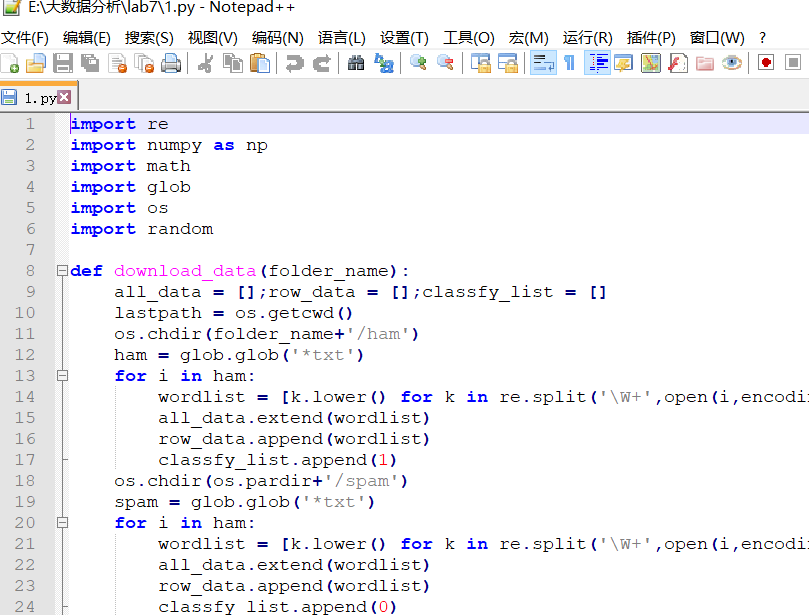 E:\大数据分析\lab7\1.py - Notepad++
文件(F) 编辑(E) 搜索(S) 视图(V) 编码(N) 语言(L) 设置(T) 工具(O) 宏(M) 运行(R) 插件(P) 窗口(W) ?
1.py
1 import re
2 import numpy as np
3 import math
4 import glob
5 import os
6 import random
7
8 def download_data(folder_name):
9 all_data = [];row_data = [];classfy_list = []
10 lastpath = os.getcwd()
11 os.chdir(folder_name+'/ham')
12 ham = glob.glob('*txt')
13 for i in ham:
14 wordlist = [k.lower() for k in re.split('\W+',open(i,encodi
15 all_data.extend(wordlist)
16 row_data.append(wordlist)
17 classfy_list.append(1)
18 os.chdir(os.pardir+'/spam')
19 spam = glob.glob('*txt')
20 for i in ham:
21 wordlist = [k.lower() for k in re.split('\W+',open(i,encodi
22 all_data.extend(wordlist)
23 row_data.append(wordlist)
24 classfy_list.append(0)